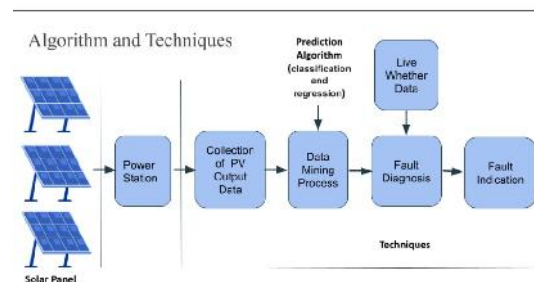 Algorithm and Techniques
Prediction
Algorithm
(classification
and
regression)
Live
Whether
Data
Power
Station
Collection
of PV
Output
Data
Data
Mining
Process
Fault
Diagnosis
Fault
Indication
Techniques
Solar Panel